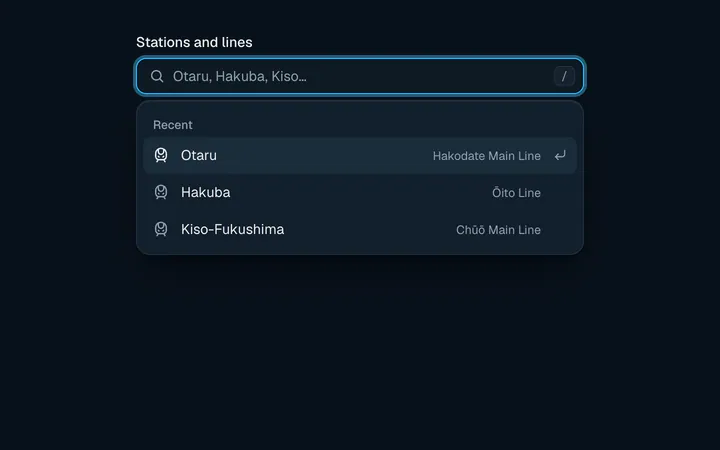 Stations and lines
Otaru, Hakuba, Kiso…
/
Recent
Otaru Hakodate Main Line
Hakuba Ōito Line
Kiso-Fukushima Chūō Main Line